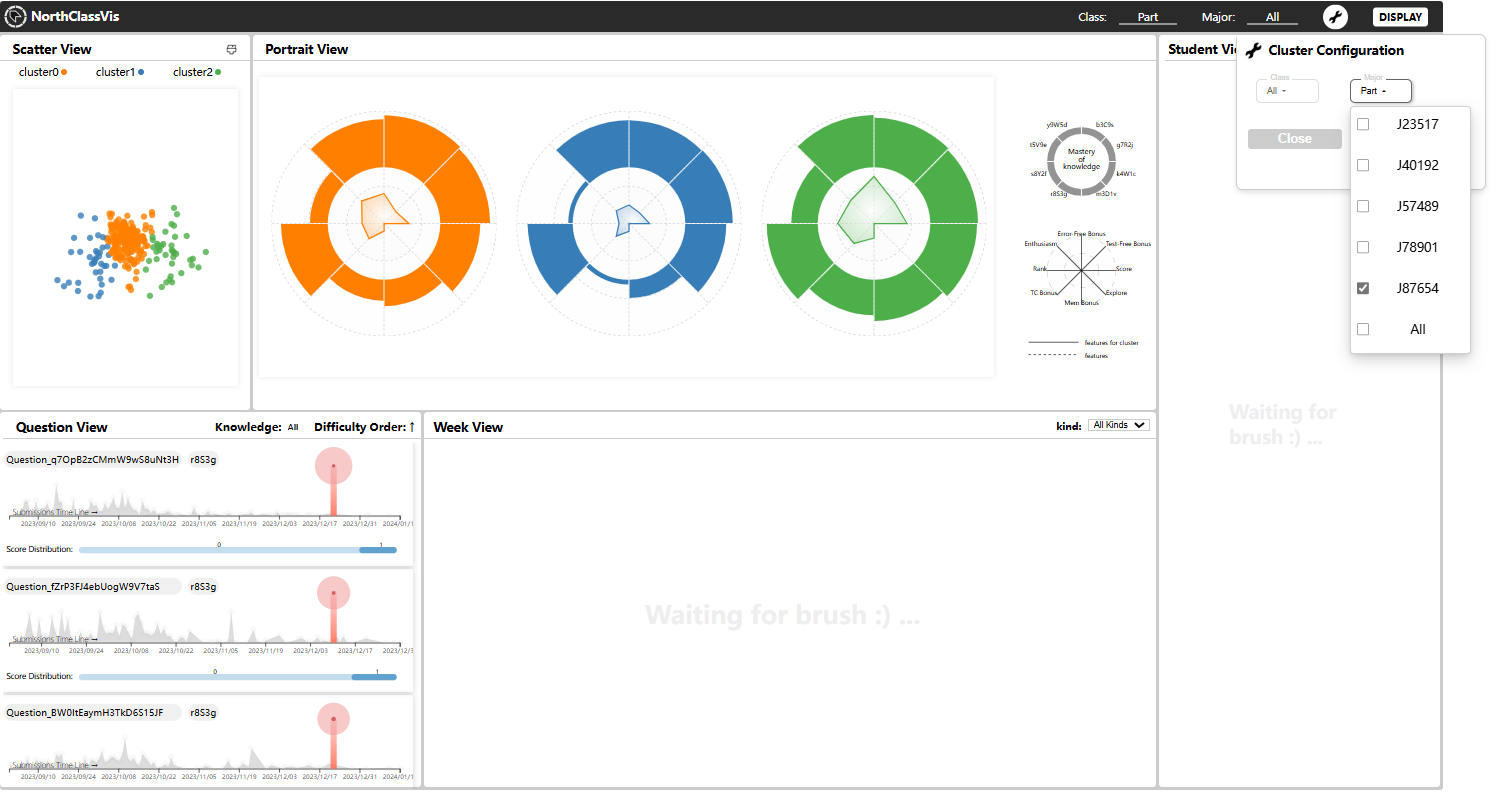 NorthClassVis
Class: Part Major: All DISPLAY
Scatter View
cluster0 cluster1 cluster2
Portrait View
y9W5d b3C9s
t5V9e g7R2j
Mastery
of
knowledge
s8Y2f k4W1c
r8S3g m3D1v
Error-Free Bonus
Enthusiasm Test-Free Bonus
Rank Score
TC Bonus Explore
Mem Bonus
features for cluster
features
Student Vi
Cluster Configuration
Class
All
Major
Part
Close
J23517
J40192
J57489
J78901
J87654
All
Waiting for
brush :) ...
Question View Knowledge: All Difficulty Order: ↑
Question_q7OpB2zCMmW9wS8uNt3H r8S3g
Submissions Time Line →
2023/09/10 2023/09/24 2023/10/08 2023/10/22 2023/11/05 2023/11/19 2023/12/03 2023/12/17 2023/12/31 2024/01/1
0 1
Score Distribution:
Question_fZrP3FJ4ebUogW9V7taS r8S3g
Submissions Time Line →
2023/09/10 2023/09/24 2023/10/08 2023/10/22 2023/11/05 2023/11/19 2023/12/03 2023/12/17 2023/12/3
0 1
Score Distribution:
Question_BW0ItEaymH3TkD6S15JF r8S3g
Submissions Time Line →
2023/09/10 2023/09/24 2023/10/08 2023/10/22 2023/11/05 2023/11/19 2023/12/03 2023/12/17 2023/12/31 2024/01/1
Week View kind: All Kinds
Waiting for brush :) ...